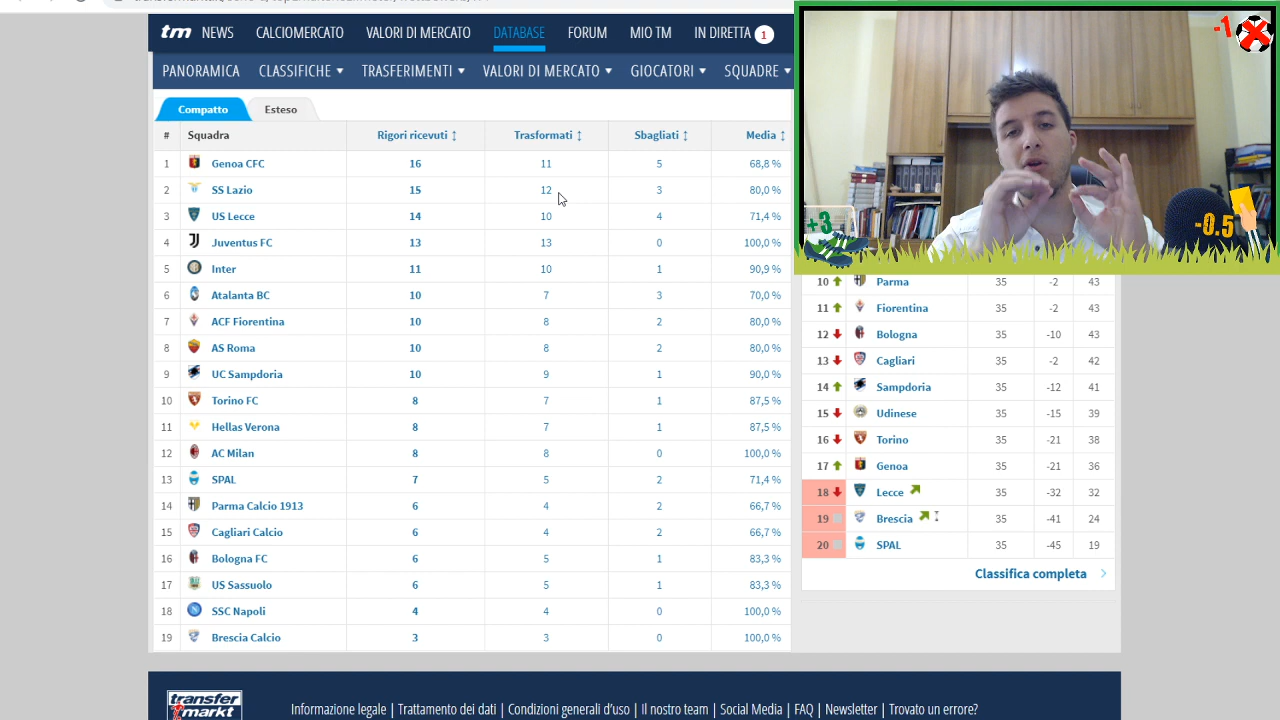 tm NEWS CALCIOMERCATO VALORI DI MERCATO DATABASE FORUM MIO TM IN DIRETTA 1
PANORAMICA CLASSIFICHE TRASFERIMENTI VALORI DI MERCATO GIOCATORI SQUADRE
Compatto Esteso
# Squadra Rigori ricevuti Trasformati Sbagliati Media
1 Genoa CFC 16 11 5 68,8 %
2 SS Lazio 15 12 3 80,0 %
3 US Lecce 14 10 4 71,4 %
4 Juventus FC 13 13 0 100,0 %
5 Inter 11 10 1 90,9 %
6 Atalanta BC 10 7 3 70,0 %
7 ACF Fiorentina 10 8 2 80,0 %
8 AS Roma 10 8 2 80,0 %
9 UC Sampdoria 10 9 1 90,0 %
10 Torino FC 8 7 1 87,5 %
11 Hellas Verona 8 7 1 87,5 %
12 AC Milan 8 8 0 100,0 %
13 SPAL 7 5 2 71,4 %
14 Parma Calcio 1913 6 4 2 66,7 %
15 Cagliari Calcio 6 4 2 66,7 %
16 Bologna FC 6 5 1 83,3 %
17 US Sassuolo 6 5 1 83,3 %
18 SSC Napoli 4 4 0 100,0 %
19 Brescia Calcio 3 3 0 100,0 %
-1
+3
-0.5
10 Parma 35 -2 43
11 Fiorentina 35 -2 43
12 Bologna 35 -10 43
13 Cagliari 35 -2 42
14 Sampdoria 35 -12 41
15 Udinese 35 -15 39
16 Torino 35 -21 38
17 Genoa 35 -21 36
18 Lecce 35 -32 32
19 Brescia 35 -41 24
20 SPAL 35 -45 19
Classifica completa
transfer
markt
Informazione legale | Trattamento dei dati | Condizioni generali d'uso | Il nostro team | Social Media | FAQ | Newsletter | Trovato un errore?